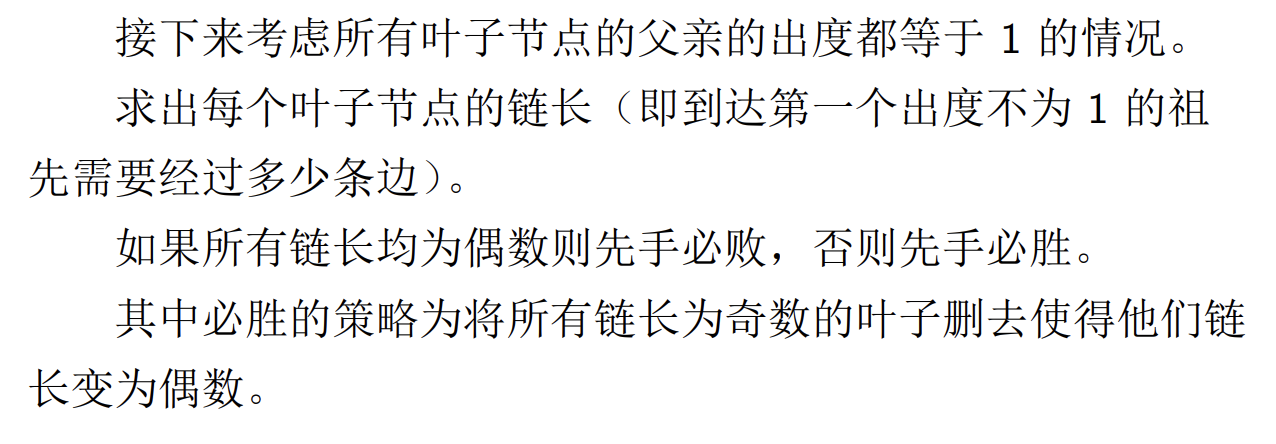 接下来考虑所有叶子节点的父亲的出度都等于 1 的情况。
求出每个叶子节点的链长（即到达第一个出度不为 1 的祖
先需要经过多少条边）。
如果所有链长均为偶数则先手必败，否则先手必胜。
其中必胜的策略为将所有链长为奇数的叶子删去使得他们链
长变为偶数。